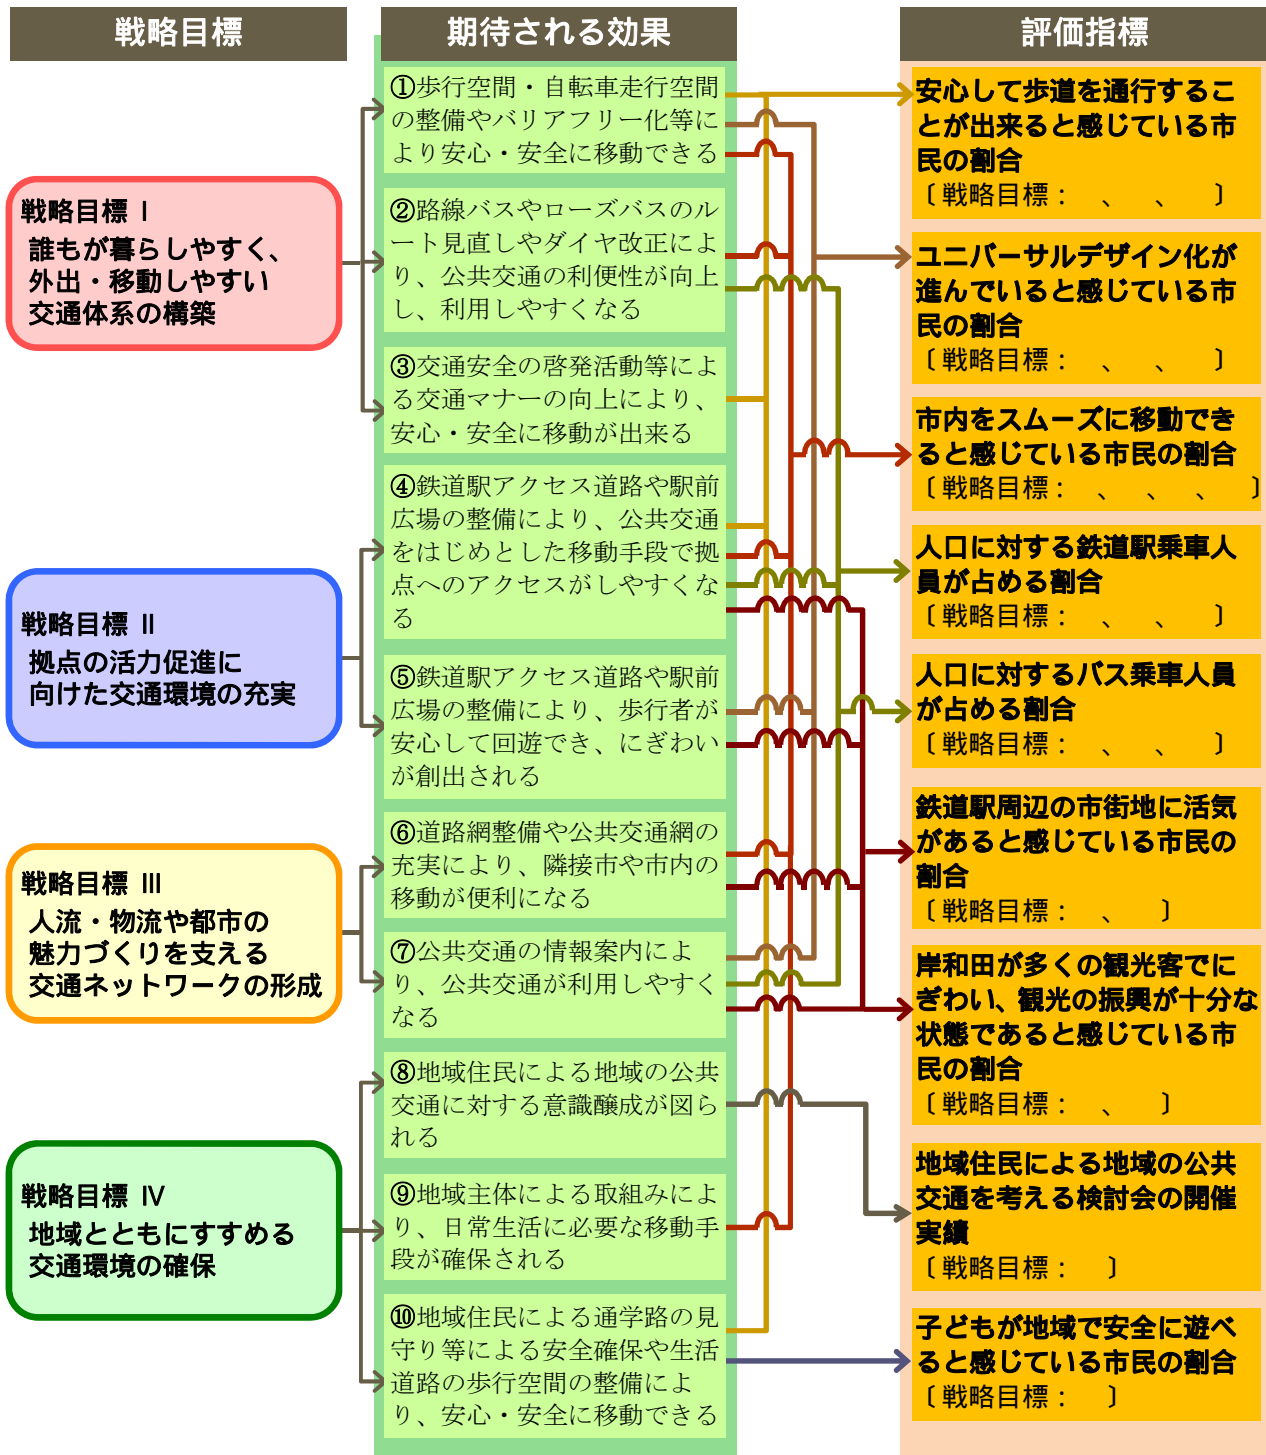 戦略目標
期待される効果
評価指標
戦略目標 Ⅰ
誰もが暮らしやすく、
外出・移動しやすい
交通体系の構築
戦略目標 Ⅱ
拠点の活力促進に
向けた交通環境の充実
戦略目標 Ⅲ
人流・物流や都市の
魅力づくりを支える
交通ネットワークの形成
戦略目標 Ⅳ
地域とともにすすめる
交通環境の確保
①歩行空間・自転車走行空間
の整備やバリアフリー化等に
より安心・安全に移動できる
②路線バスやローズバスのル
ート見直しやダイヤ改正によ
り、公共交通の利便性が向上
し、利用しやすくなる
③交通安全の啓発活動等によ
る交通マナーの向上により、
安心・安全に移動が出来る
④鉄道駅アクセス道路や駅前
広場の整備により、公共交通
をはじめとした移動手段で拠
点へのアクセスがしやすくな
る
⑤鉄道駅アクセス道路や駅前
広場の整備により、歩行者が
安心して回遊でき、にぎわい
が創出される
⑥道路網整備や公共交通網の
充実により、隣接市や市内の
移動が便利になる
⑦公共交通の情報案内によ
り、公共交通が利用しやすく
なる
⑧地域住民による地域の公共
交通に対する意識醸成が図ら
れる
⑨地域主体による取組みによ
り、日常生活に必要な移動手
段が確保される
⑩地域住民による通学路の見
守り等による安全確保や生活
道路の歩行空間の整備によ
り、安心・安全に移動できる
安心して歩道を通行するこ
とが出来ると感じている市
民の割合
〔戦略目標：　、　、　〕
ユニバーサルデザイン化が
進んでいると感じている市
民の割合
〔戦略目標：　、　、　〕
市内をスムーズに移動でき
ると感じている市民の割合
〔戦略目標：　、　、　、　〕
人口に対する鉄道駅乗車人
員が占める割合
〔戦略目標：　、　、　〕
人口に対するバス乗車人員
が占める割合
〔戦略目標：　、　、　〕
鉄道駅周辺の市街地に活気
があると感じている市民の
割合
〔戦略目標：　、　〕
岸和田が多くの観光客でに
ぎわい、観光の振興が十分な
状態であると感じている市
民の割合
〔戦略目標：　、　〕
地域住民による地域の公共
交通を考える検討会の開催
実績
〔戦略目標：　〕
子どもが地域で安全に遊べ
ると感じている市民の割合
〔戦略目標：　〕